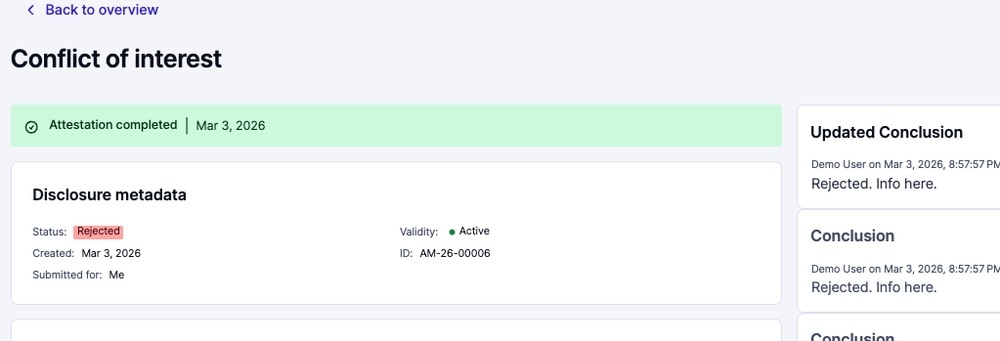 Back to overview
Conflict of interest
Attestation completed | Mar 3, 2026
Disclosure metadata
Status: Rejected
Validity: Active
Created: Mar 3, 2026
ID: AM-26-00006
Submitted for: Me
Updated Conclusion
Demo User on Mar 3, 2026, 8:57:57 PM
Rejected. Info here.
Conclusion
Demo User on Mar 3, 2026, 8:57:57 PM
Rejected. Info here.
Conclusion